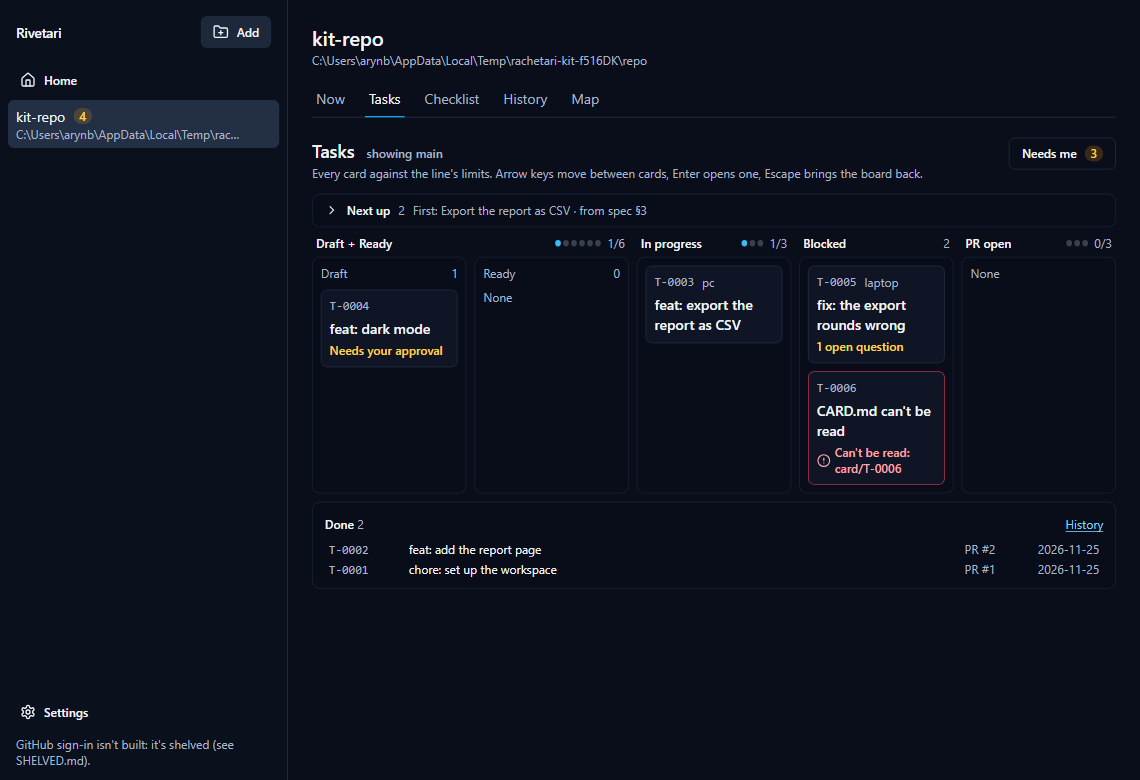 Rivetari
Add
Home
kit-repo 4
C:\Users\arynb\AppData\Local\Temp\rac...
Settings
GitHub sign-in isn't built: it's shelved (see
SHELVED.md).
kit-repo
C:\Users\arynb\AppData\Local\Temp\rachetari-kit-f516DK\repo
Now Tasks Checklist History Map
Tasks showing main
Needs me 3
Every card against the line's limits. Arrow keys move between cards, Enter opens one, Escape brings the board back.
Next up 2 First: Export the report as CSV · from spec §3
Draft + Ready 1/6
Draft 1
T-0004
feat: dark mode
Needs your approval
Ready 0
None
In progress 1/3
T-0003 pc
feat: export the
report as CSV
Blocked 2
T-0005 laptop
fix: the export
rounds wrong
1 open question
T-0006
CARD.md can't be
read
Can't be read:
card/T-0006
PR open 0/3
None
Done 2
History
T-0002 feat: add the report page PR #2 2026-11-25
T-0001 chore: set up the workspace PR #1 2026-11-25